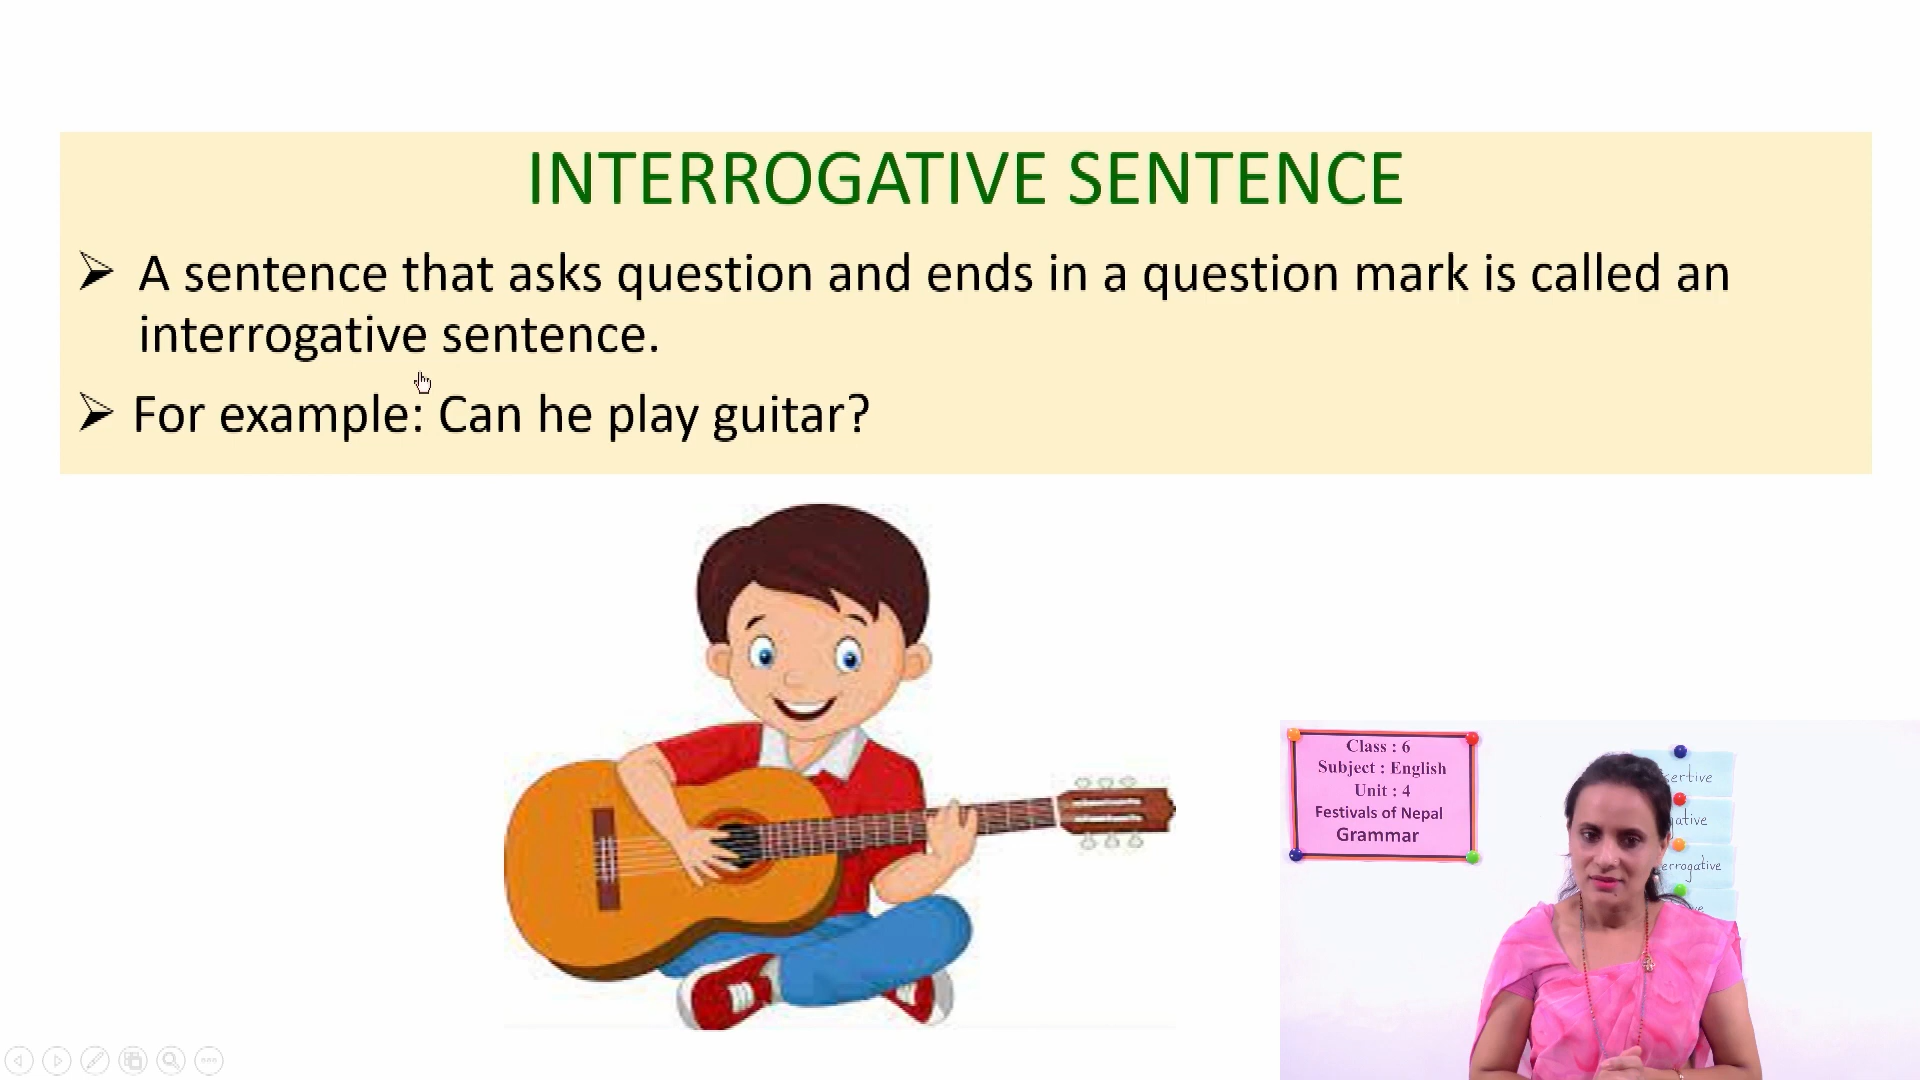 INTERROGATIVE SENTENCE
A sentence that asks question and ends in a question mark is called an
interrogative sentence.
For example: Can he play guitar?
Class : 6
Subject : English
Unit : 4
Festivals of Nepal
Grammar